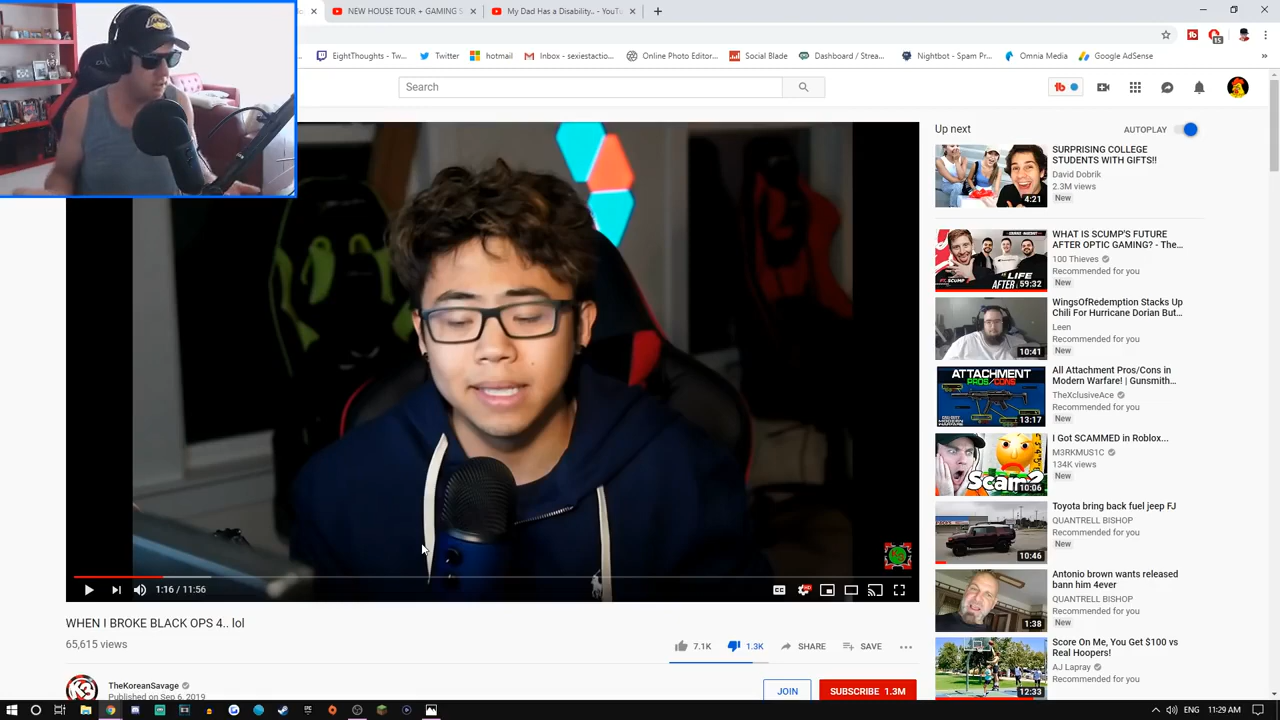 NEW HOUSE TOUR + GAMING S
My Dad Has a Disability.. - YouTu
EightThoughts - Tw...
Twitter
hotmail
Inbox - sexiestactio...
Online Photo Editor...
Social Blade
Dashboard / Strea...
Nightbot - Spam Pr...
Omnia Media
Google AdSense
Search
Up next
AUTOPLAY
SURPRISING COLLEGE
STUDENTS WITH GIFTS!!
David Dobrik
2.3M views
New
4:21
WHAT IS SCUMP'S FUTURE
AFTER OPTIC GAMING? - The...
100 Thieves
Recommended for you
New
LIFE
AFTER
59:32
WingsOfRedemption Stacks Up
Chili For Hurricane Dorian But...
Leen
Recommended for you
New
10:41
ATTACHMENT
PROS/CONS
All Attachment Pros/Cons in
Modern Warfare! | Gunsmith...
TheXclusiveAce
Recommended for you
New
13:17
I Got SCAMMED in Roblox...
M3RKMUS1C
134K views
New
Scam?
10:06
Toyota bring back fuel jeep FJ
QUANTRELL BISHOP
Recommended for you
New
10:46
Antonio brown wants released
bann him 4ever
QUANTRELL BISHOP
Recommended for you
New
1:38
Score On Me, You Get $100 vs
Real Hoopers!
AJ Lapray
Recommended for you
12:33
1:16 / 11:56
WHEN I BROKE BLACK OPS 4.. lol
65,615 views
7.1K
1.3K
SHARE
SAVE
TheKoreanSavage
Published on Sep 6, 2019
JOIN
SUBSCRIBE 1.3M
ENG
11:29 AM